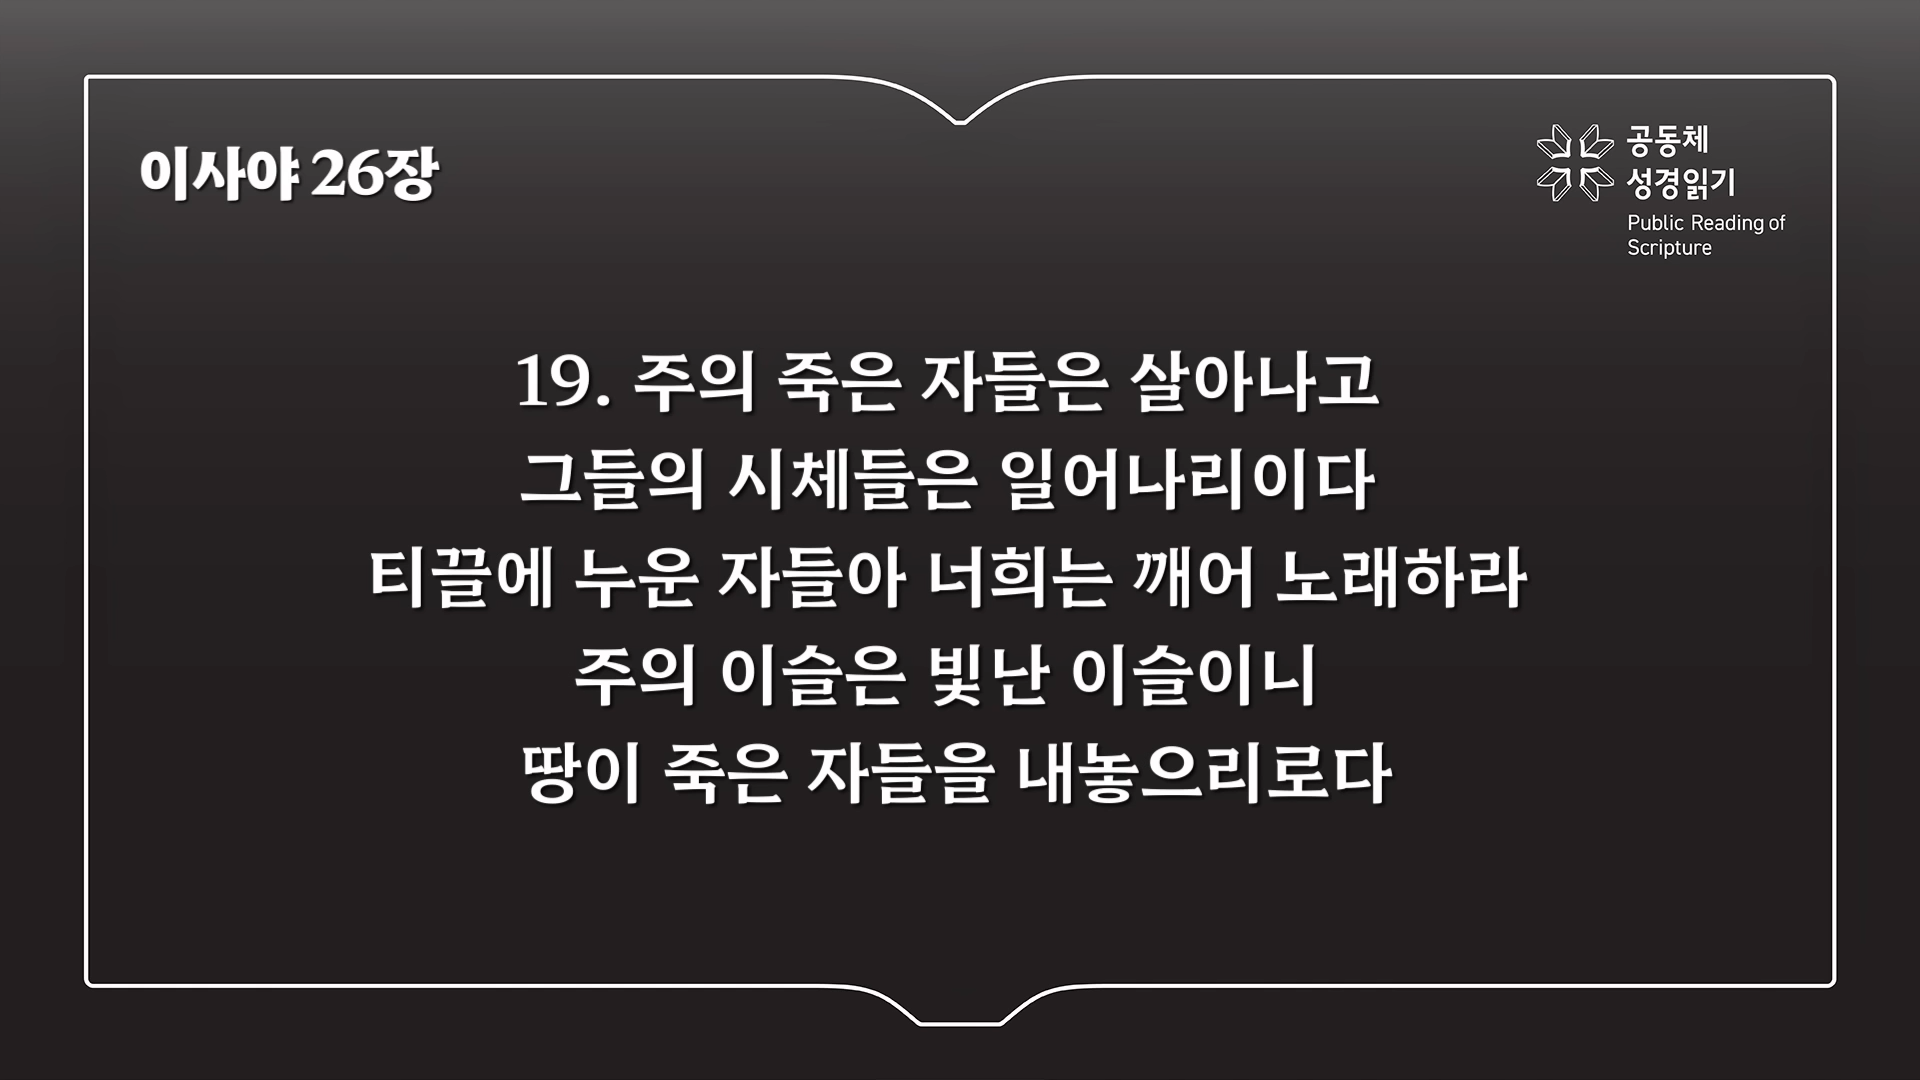 이사야 26장
공동체
성경읽기
Public Reading of
Scripture
19. 주의 죽은 자들은 살아나고
그들의 시체들은 일어나리이다
티끌에 누운 자들아 너희는 깨어 노래하라
주의 이슬은 빛난 이슬이니
땅이 죽은 자들을 내놓으리로다